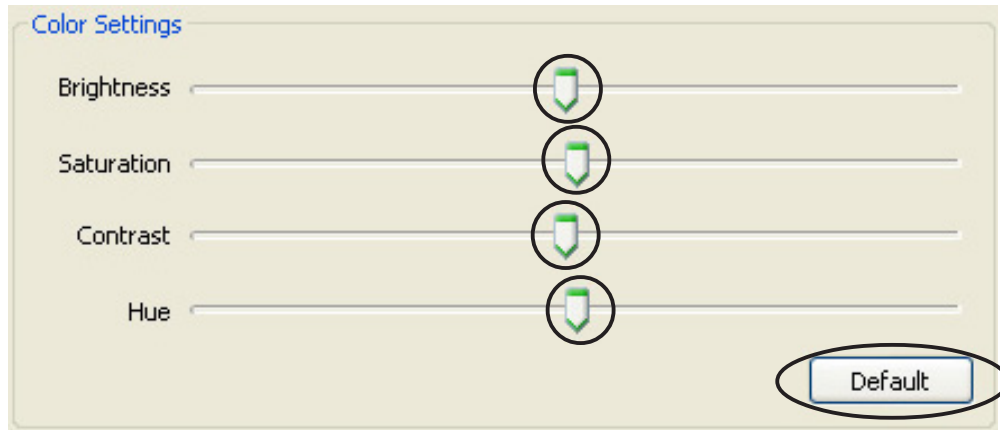 Color Settings
Brightness
Saturation
Contrast
Hue
Default